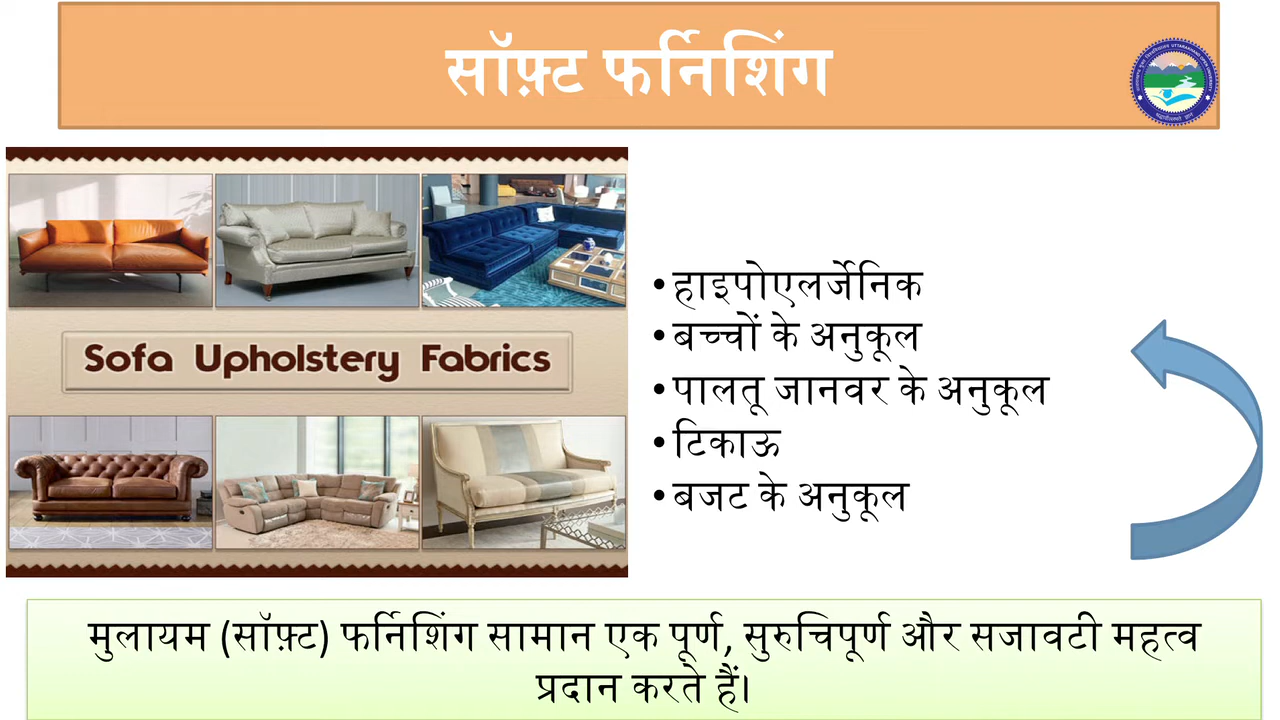 सॉफ़्ट फर्निशिंग
Sofa Upholstery Fabrics
•हाइपोएलर्जेनिक
•बच्चों के अनुकूल
•पालतू जानवर के अनुकूल
•टिकाऊ
•बजट के अनुकूल
मुलायम (सॉफ़्ट) फर्निशिंग सामान एक पूर्ण, सुरुचिपूर्ण और सजावटी महत्व
प्रदान करते हैं।